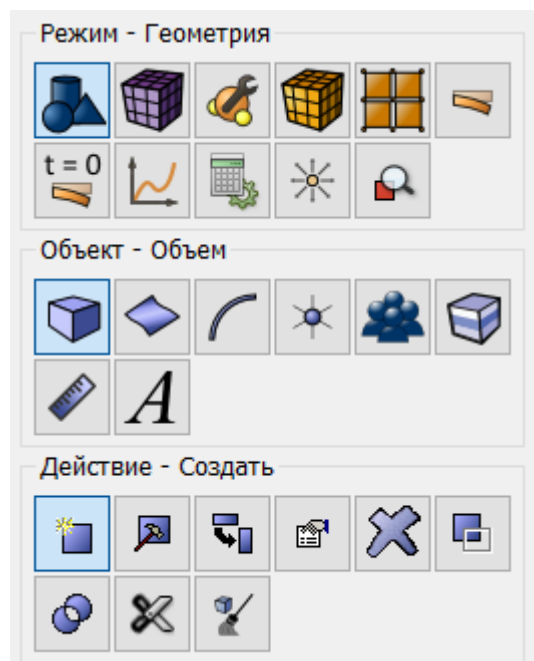 Режим - Геометрия
t = 0
Объект - Объем
A
Действие - Создать